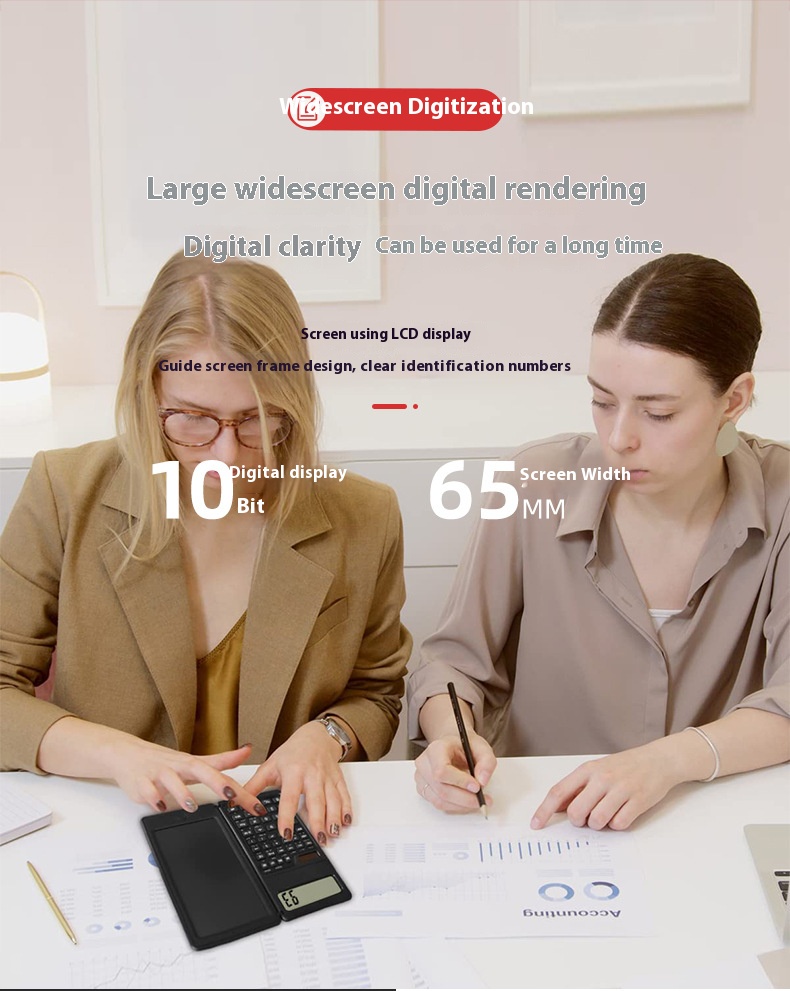 Widescreen Digitization
Large widescreen digital rendering
Digital clarity Can be used for a long time
Screen using LCD display
Guide screen frame design, clear identification numbers
10 Digital display
Bit
65 Screen Width
MM
Accounting